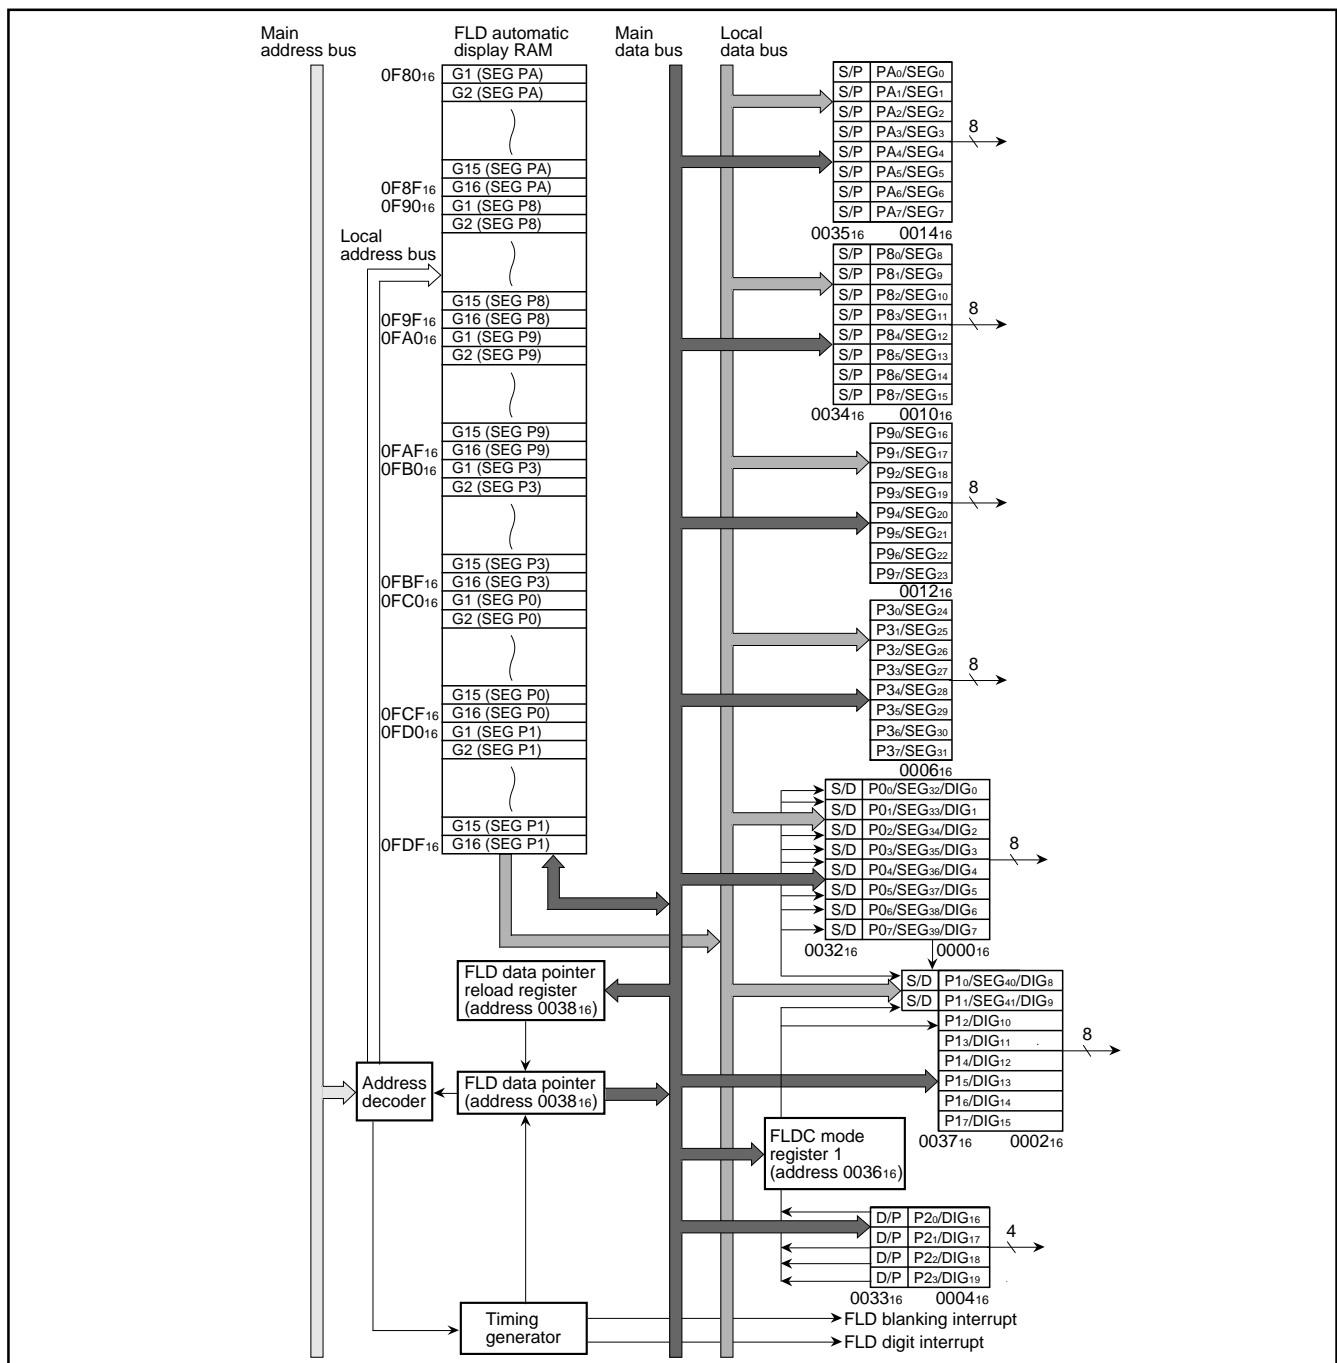 Main
address bus
FLD automatic
display RAM
Main
data bus
Local
data bus
0F80₁₆
G1 (SEG PA)
G2 (SEG PA)
G15 (SEG PA)
0F8F₁₆
G16 (SEG PA)
0F90₁₆
G1 (SEG P8)
G2 (SEG P8)
Local
address bus
G15 (SEG P8)
0F9F₁₆
G16 (SEG P8)
0FA0₁₆
G1 (SEG P9)
G2 (SEG P9)
G15 (SEG P9)
0FAF₁₆
G16 (SEG P9)
0FB0₁₆
G1 (SEG P3)
G2 (SEG P3)
G15 (SEG P3)
0FBF₁₆
G16 (SEG P3)
0FC0₁₆
G1 (SEG P0)
G2 (SEG P0)
G15 (SEG P0)
0FCF₁₆
G16 (SEG P0)
0FD0₁₆
G1 (SEG P1)
G2 (SEG P1)
G15 (SEG P1)
0FDF₁₆
G16 (SEG P1)
S/P PA₀/SEG₀
S/P PA₁/SEG₁
S/P PA₂/SEG₂
S/P PA₃/SEG₃
S/P PA₄/SEG₄
S/P PA₅/SEG₅
S/P PA₆/SEG₆
S/P PA₇/SEG₇
8
0035₁₆ 0014₁₆
S/P P8₀/SEG₈
S/P P8₁/SEG₉
S/P P8₂/SEG₁₀
S/P P8₃/SEG₁₁
S/P P8₄/SEG₁₂
S/P P8₅/SEG₁₃
S/P P8₆/SEG₁₄
S/P P8₇/SEG₁₅
8
0034₁₆ 0010₁₆
P9₀/SEG₁₆
P9₁/SEG₁₇
P9₂/SEG₁₈
P9₃/SEG₁₉
P9₄/SEG₂₀
P9₅/SEG₂₁
P9₆/SEG₂₂
P9₇/SEG₂₃
8
0012₁₆
P3₀/SEG₂₄
P3₁/SEG₂₅
P3₂/SEG₂₆
P3₃/SEG₂₇
P3₄/SEG₂₈
P3₅/SEG₂₉
P3₆/SEG₃₀
P3₇/SEG₃₁
8
0006₁₆
S/D P0₀/SEG₃₂/DIG₀
S/D P0₁/SEG₃₃/DIG₁
S/D P0₂/SEG₃₄/DIG₂
S/D P0₃/SEG₃₅/DIG₃
S/D P0₄/SEG₃₆/DIG₄
S/D P0₅/SEG₃₇/DIG₅
S/D P0₆/SEG₃₈/DIG₆
S/D P0₇/SEG₃₉/DIG₇
8
0032₁₆ 0000₁₆
S/D P1₀/SEG₄₀/DIG₈
S/D P1₁/SEG₄₁/DIG₉
P1₂/DIG₁₀
P1₃/DIG₁₁
P1₄/DIG₁₂
P1₅/DIG₁₃
P1₆/DIG₁₄
P1₇/DIG₁₅
8
0037₁₆ 0002₁₆
FLD data pointer
reload register
(address 0038₁₆)
Address
decoder
FLD data pointer
(address 0038₁₆)
FLDC mode
register 1
(address 0036₁₆)
D/P P2₀/DIG₁₆
D/P P2₁/DIG₁₇
D/P P2₂/DIG₁₈
D/P P2₃/DIG₁₉
4
0033₁₆ 0004₁₆
Timing
generator
FLD blanking interrupt
FLD digit interrupt